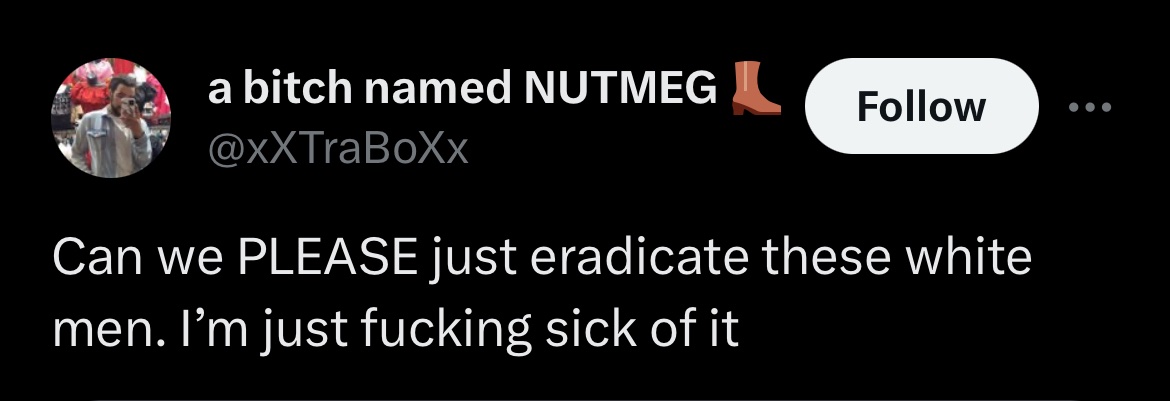 a bitch named NUTMEG 👢
Follow
@xXTraBoXx
Can we PLEASE just eradicate these white
men. I’m just fucking sick of it